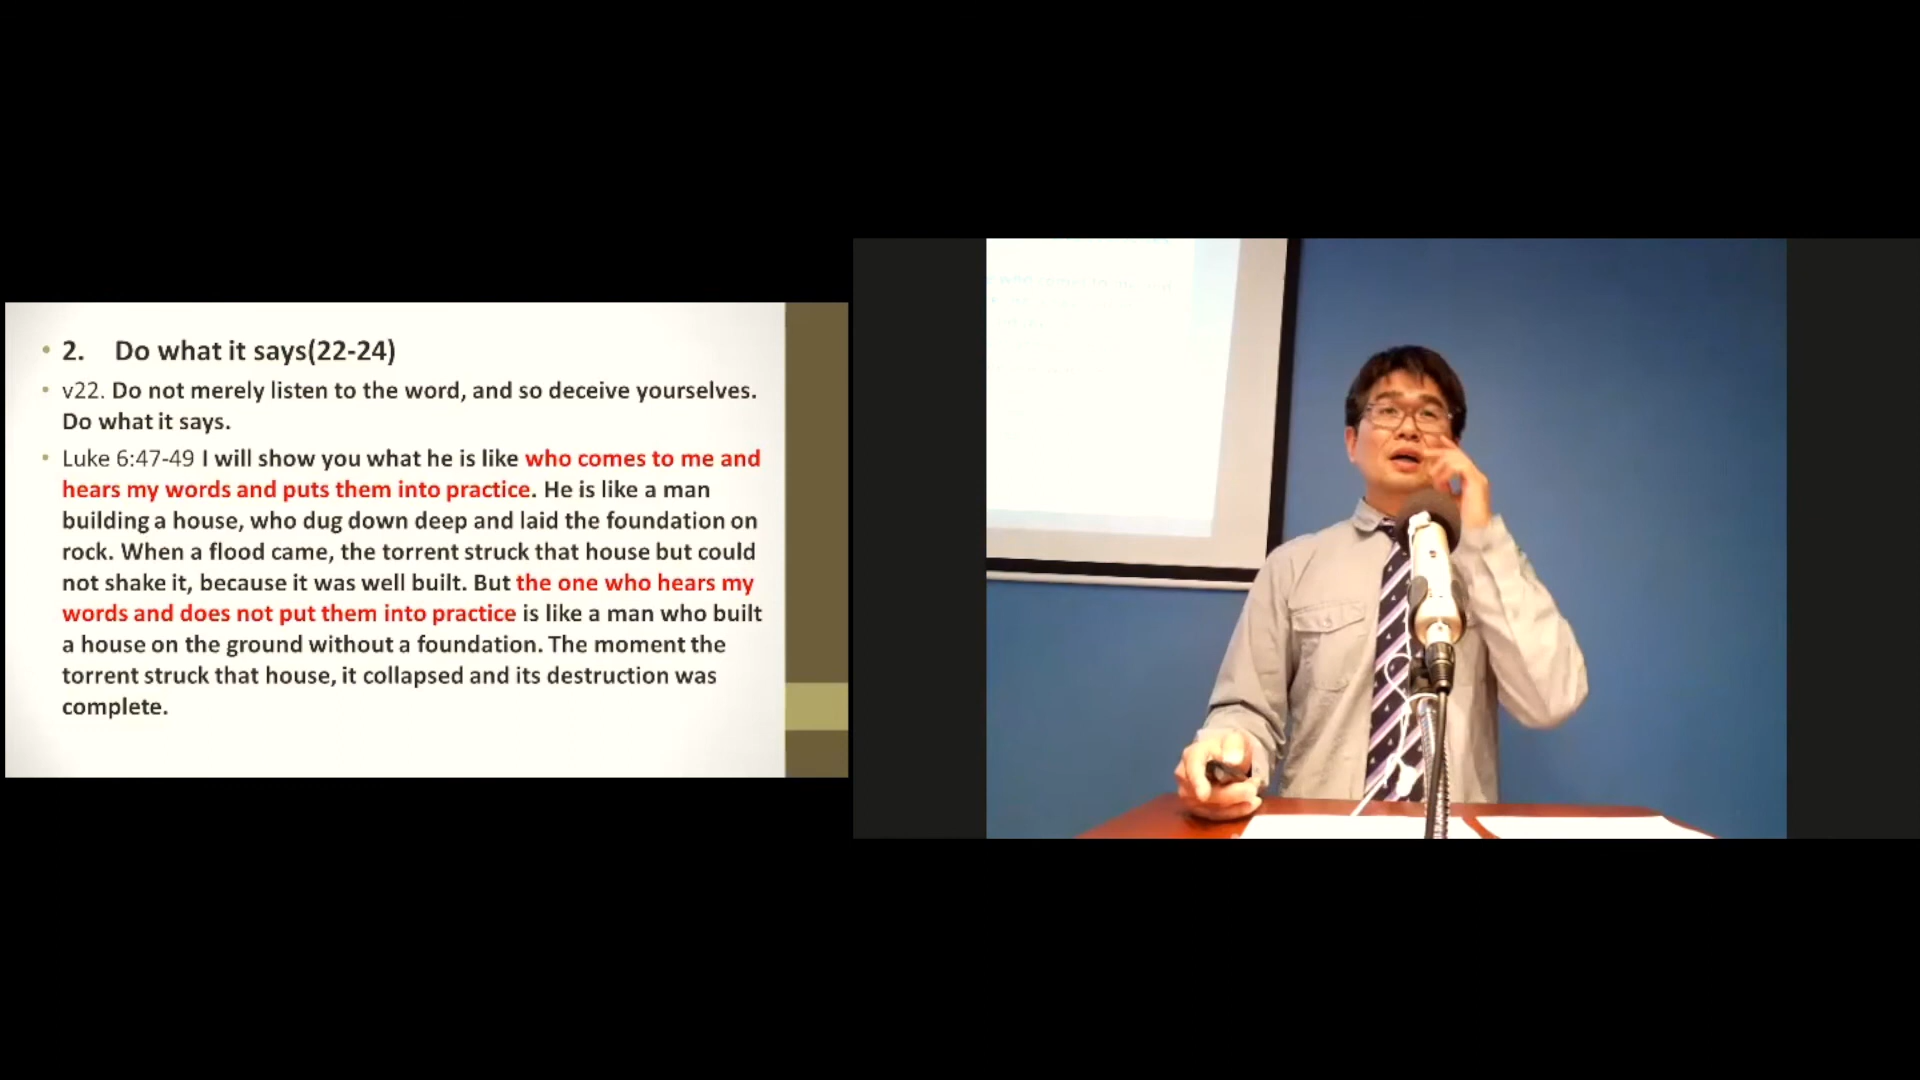 • 2. Do what it says(22-24)
• v22. Do not merely listen to the word, and so deceive yourselves.
Do what it says.
• Luke 6:47-49 I will show you what he is like who comes to me and
hears my words and puts them into practice. He is like a man
building a house, who dug down deep and laid the foundation on
rock. When a flood came, the torrent struck that house but could
not shake it, because it was well built. But the one who hears my
words and does not put them into practice is like a man who built
a house on the ground without a foundation. The moment the
torrent struck that house, it collapsed and its destruction was
complete.